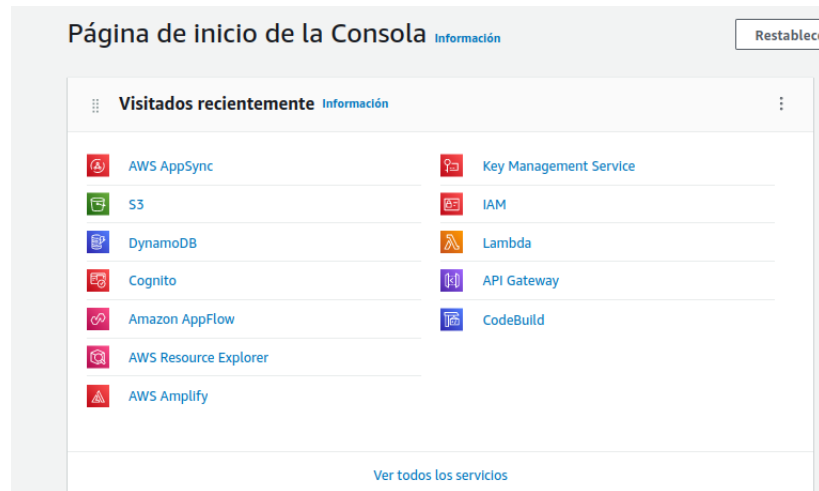 Página de inicio de la Consola Información
Visitados recientemente Información
AWS AppSync
S3
DynamoDB
Cognito
Amazon AppFlow
AWS Resource Explorer
AWS Amplify
Key Management Service
IAM
Lambda
API Gateway
CodeBuild
Ver todos los servicios